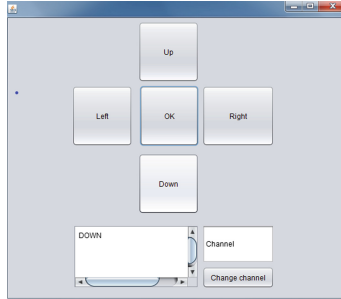 Up
Left OK Right
Down
DOWN
Channel
Change channel